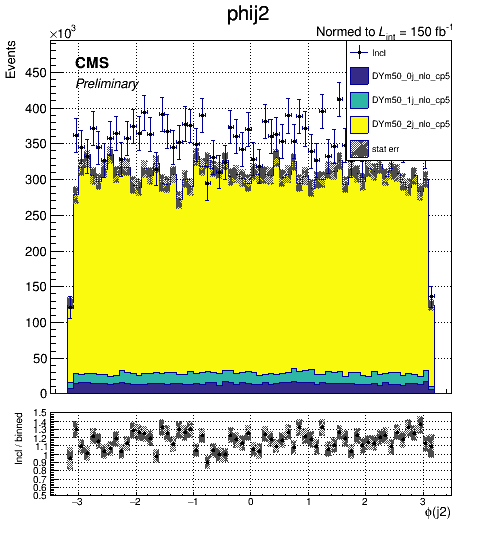 phij2
Normed to L_int = 150 fb⁻¹
×10³
Events
CMS
Preliminary
Incl
DYm50_0j_nlo_cp5
DYm50_1j_nlo_cp5
DYm50_2j_nlo_cp5
stat err
450
400
350
300
250
200
150
100
50
0
Incl / binned
1.5
1.4
1.3
1.2
1.1
1
0.9
0.8
0.7
0.6
0.5
−3 −2 −1 0 1 2 3
ϕ(j2)